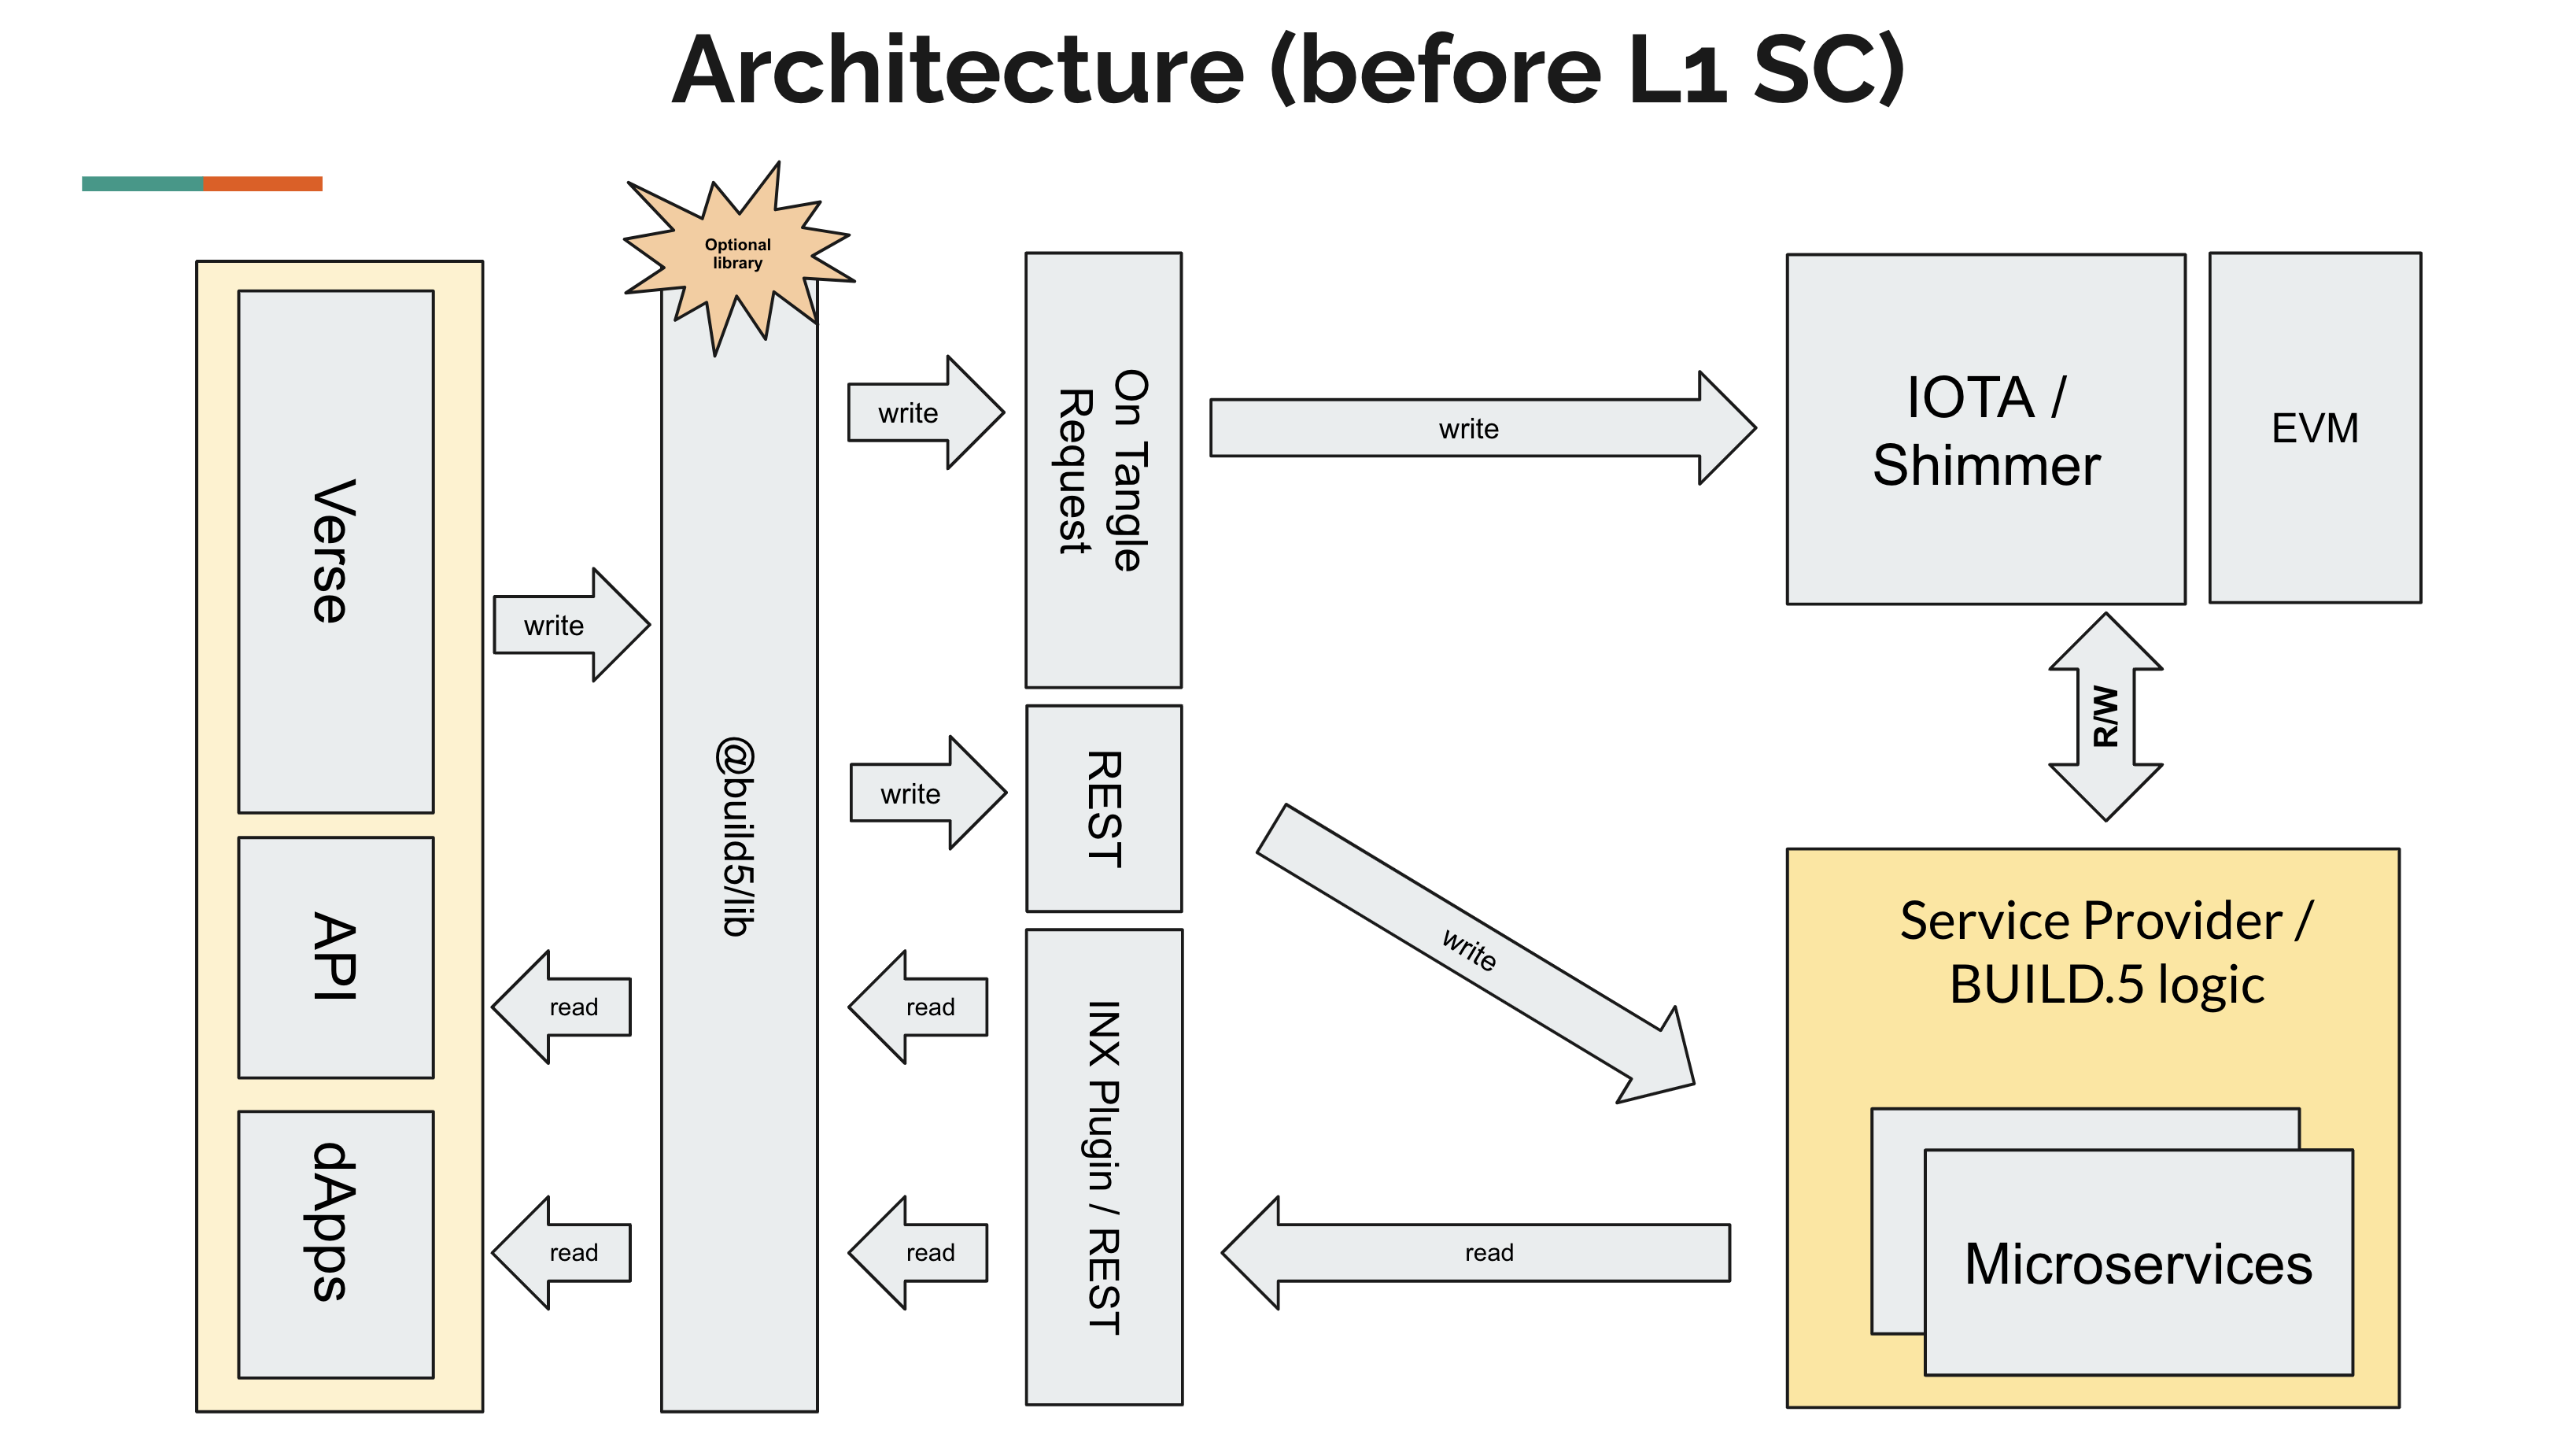 Architecture (before L1 SC)
Optional
library
Verse
API
dApps
write
read
read
@build5/lib
write
write
read
read
On Tangle
Request
REST
INX Plugin / REST
write
write
read
IOTA /
Shimmer
EVM
R/W
Service Provider /
BUILD.5 logic
Microservices